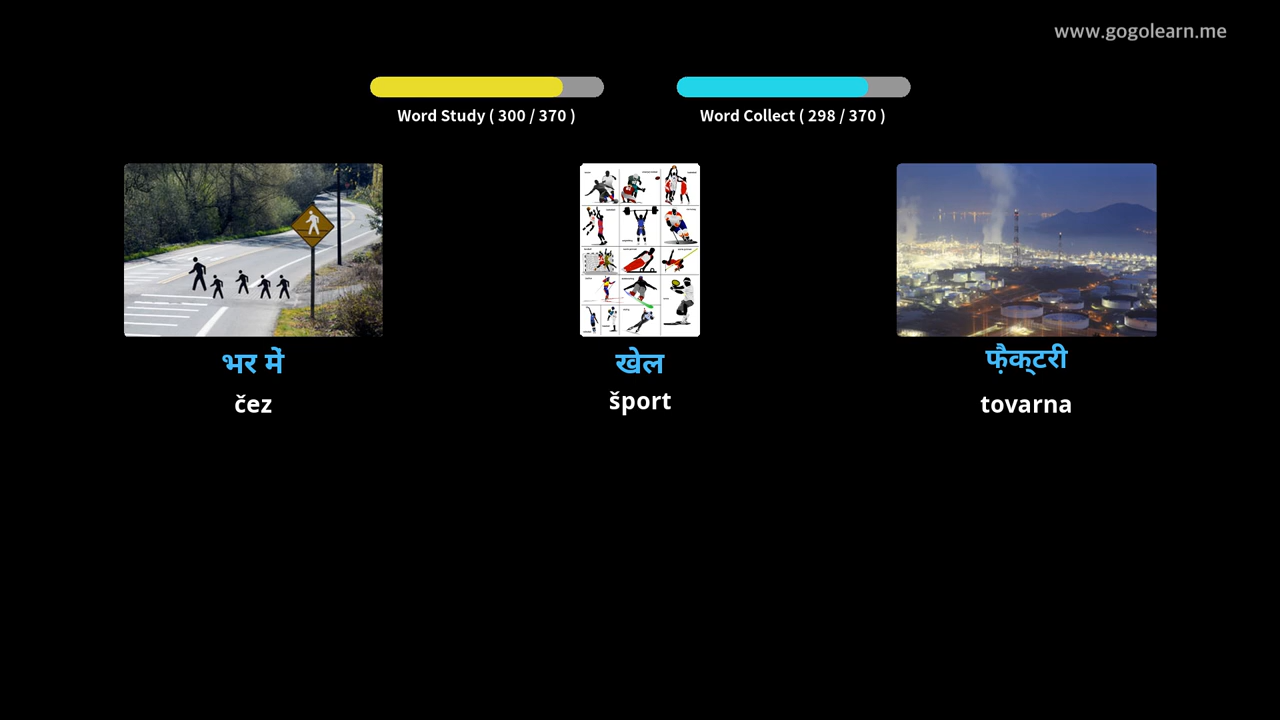 www.gogolearn.me
Word Study ( 300 / 370 )
Word Collect ( 298 / 370 )
भर में
खेल
फ़ैक्टरी
čez
šport
tovarna